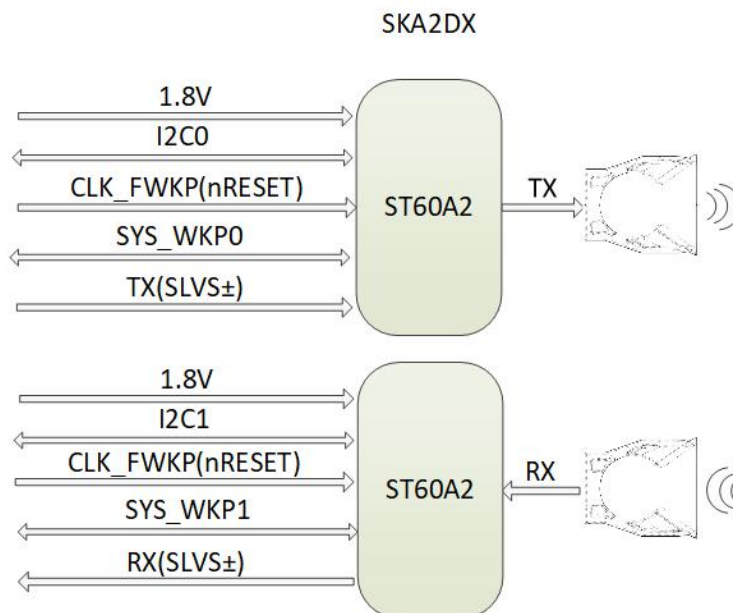 SKA2DX
1.8V
I2C0
CLK_FWKP(nRESET)
ST60A2
TX
SYS_WKP0
TX(SLVS±)
1.8V
I2C1
CLK_FWKP(nRESET)
ST60A2
RX
SYS_WKP1
RX(SLVS±)